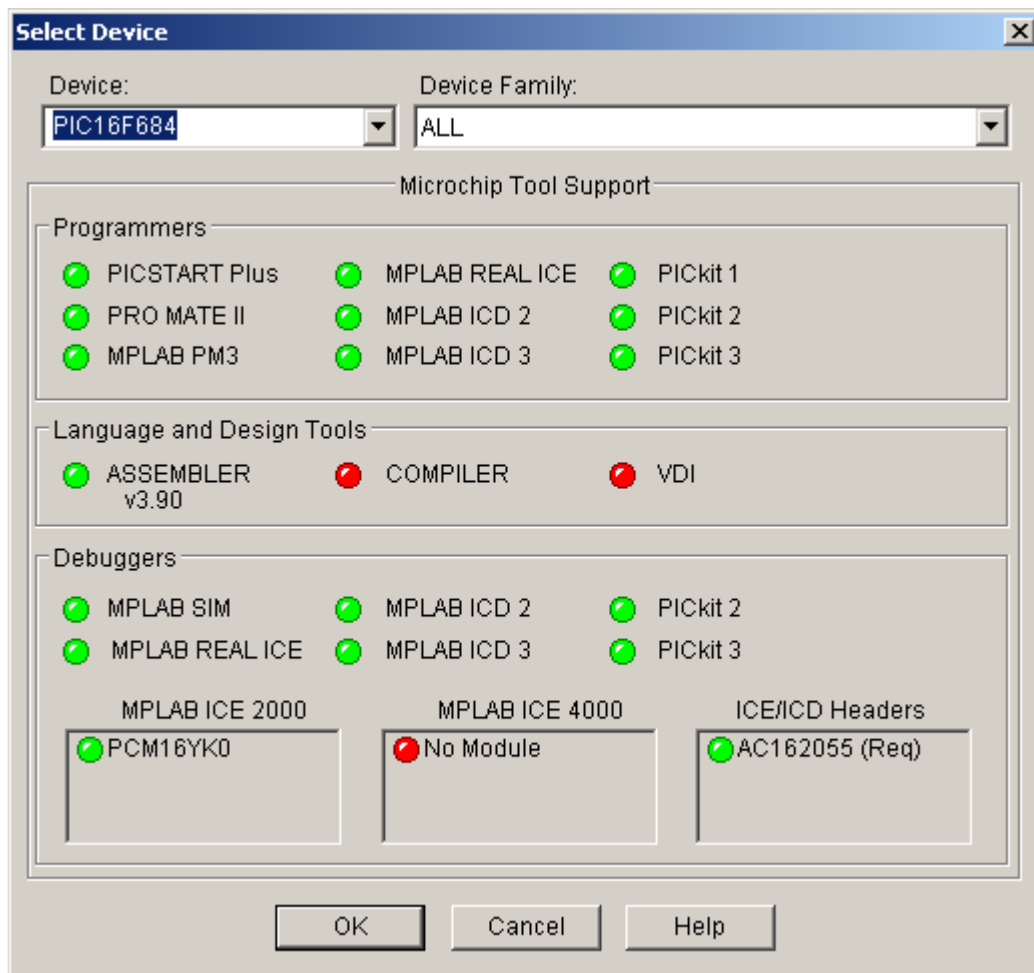 Select Device
Device: Device Family:
PIC16F684 ALL
Microchip Tool Support
Programmers
PICSTART Plus MPLAB REAL ICE PICkit 1
PRO MATE II MPLAB ICD 2 PICkit 2
MPLAB PM3 MPLAB ICD 3 PICkit 3
Language and Design Tools
ASSEMBLER COMPILER VDI
v3.90
Debuggers
MPLAB SIM MPLAB ICD 2 PICkit 2
MPLAB REAL ICE MPLAB ICD 3 PICkit 3
MPLAB ICE 2000 MPLAB ICE 4000 ICE/ICD Headers
PCM16YK0 No Module AC162055 (Req)
OK Cancel Help